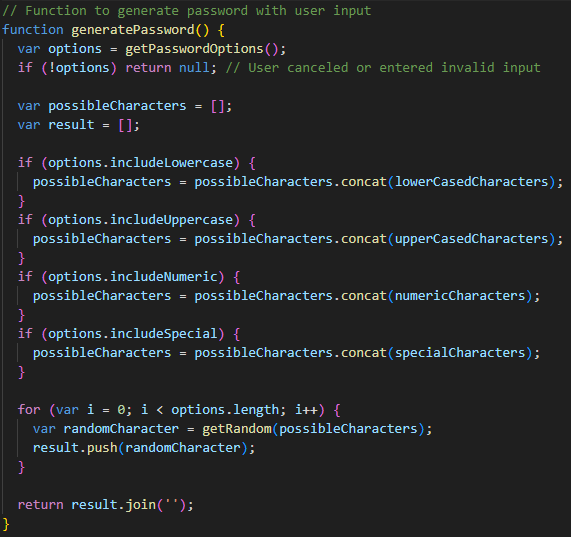 // Function to generate password with user input
function generatePassword() {
  var options = getPasswordOptions();
  if (!options) return null; // User canceled or entered invalid input

  var possibleCharacters = [];
  var result = [];

  if (options.includeLowercase) {
    possibleCharacters = possibleCharacters.concat(lowerCasedCharacters);
  }
  if (options.includeUppercase) {
    possibleCharacters = possibleCharacters.concat(upperCasedCharacters);
  }
  if (options.includeNumeric) {
    possibleCharacters = possibleCharacters.concat(numericCharacters);
  }
  if (options.includeSpecial) {
    possibleCharacters = possibleCharacters.concat(specialCharacters);
  }

  for (var i = 0; i < options.length; i++) {
    var randomCharacter = getRandom(possibleCharacters);
    result.push(randomCharacter);
  }

  return result.join('');
}